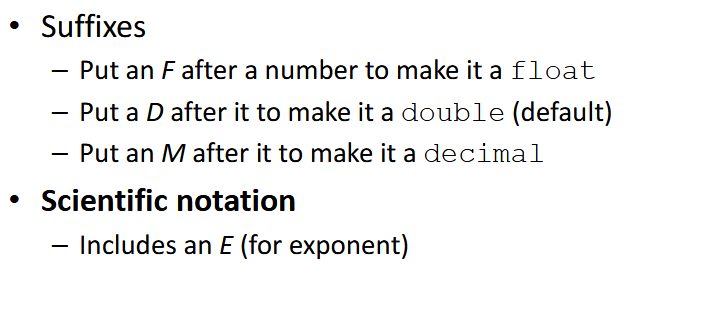 • Suffixes
– Put an F after a number to make it a float
– Put a D after it to make it a double (default)
– Put an M after it to make it a decimal
• Scientific notation
– Includes an E (for exponent)